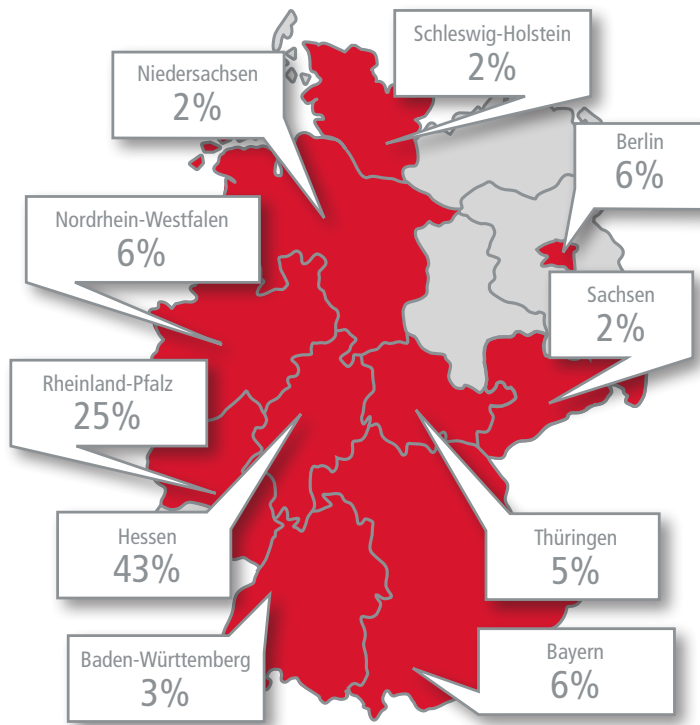 Schleswig-Holstein
2%
Niedersachsen
2%
Berlin
6%
Nordrhein-Westfalen
6%
Sachsen
2%
Rheinland-Pfalz
25%
Hessen
43%
Thüringen
5%
Baden-Württemberg
3%
Bayern
6%